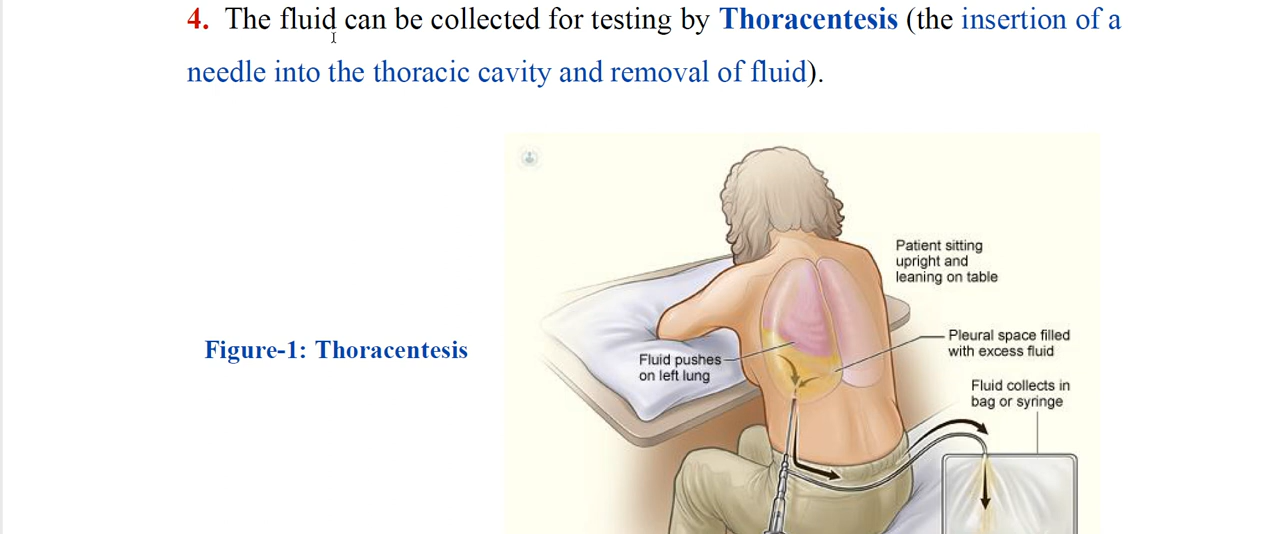 4. The fluid can be collected for testing by Thoracentesis (the insertion of a
needle into the thoracic cavity and removal of fluid).
Patient sitting
upright and
leaning on table
Figure-1: Thoracentesis
Pleural space filled
with excess fluid
Fluid pushes
on left lung
Fluid collects in
bag or syringe